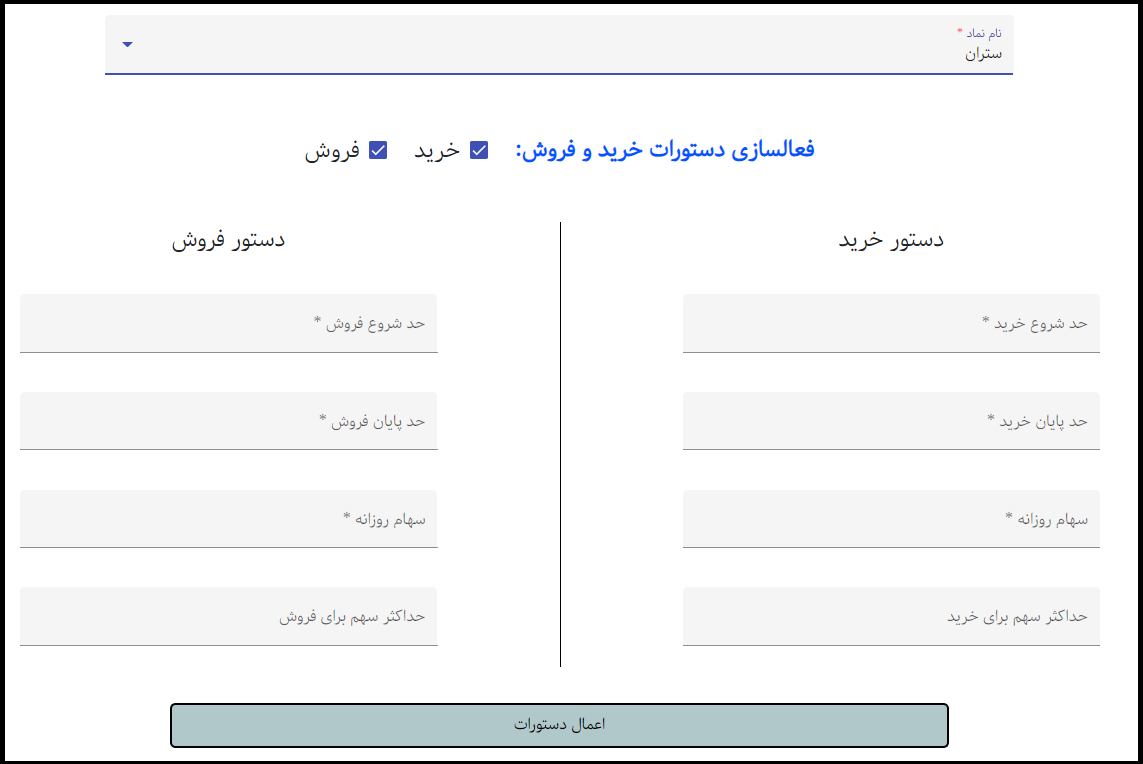 نام نماد *
ستران
فعالسازی دستورات خرید و فروش: خرید فروش
دستور خرید
حد شروع خرید *
حد پایان خرید *
سهام روزانه *
حداکثر سهم برای خرید
دستور فروش
حد شروع فروش *
حد پایان فروش *
سهام روزانه *
حداکثر سهم برای فروش
اعمال دستورات